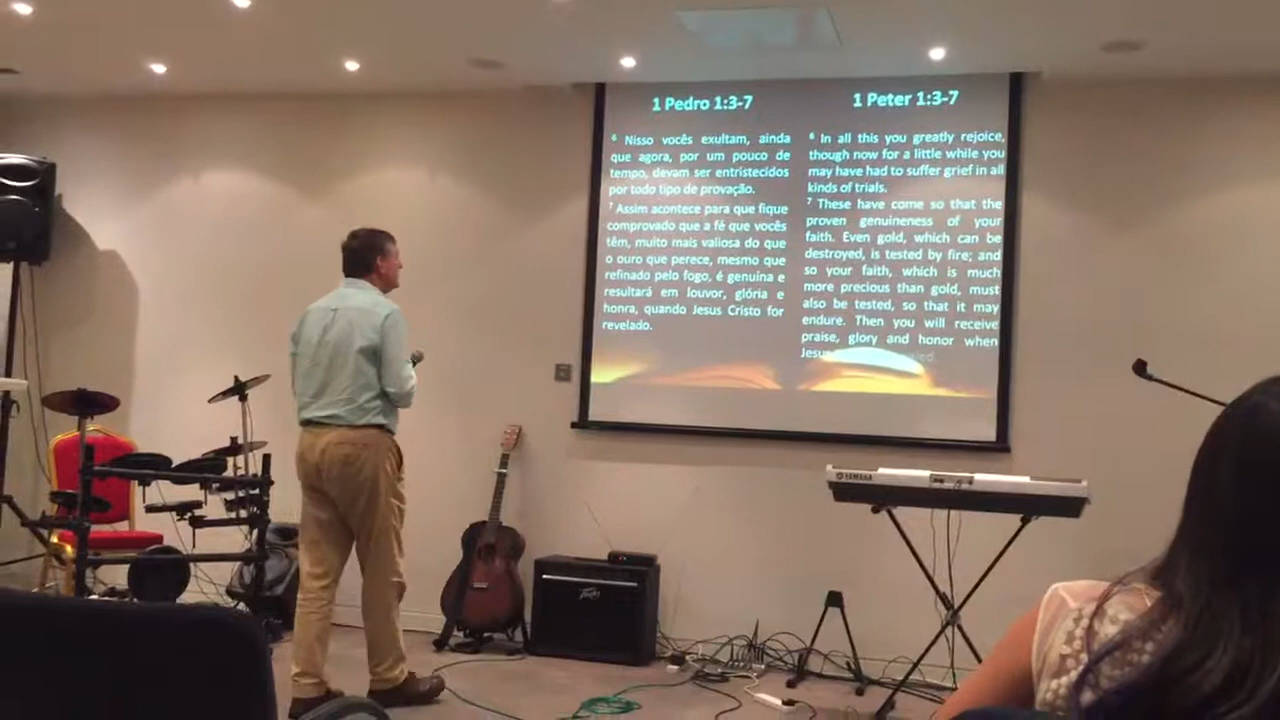 1 Pedro 1:3-7
6 Nisso vocês exultam, ainda
que agora, por um pouco de
tempo, devam ser entristecidos
por todo tipo de provação.
7 Assim acontece para que fique
comprovado que a fé que vocês
têm, muito mais valiosa do que
o ouro que perece, mesmo que
refinado pelo fogo, é genuína e
resultará em louvor, glória e
honra, quando Jesus Cristo for
revelado.
1 Peter 1:3-7
6 In all this you greatly rejoice,
though now for a little while you
may have had to suffer grief in all
kinds of trials.
7 These have come so that the
proven genuineness of your
faith. Even gold, which can be
destroyed, is tested by fire; and
so your faith, which is much
more precious than gold, must
also be tested, so that it may
endure. Then you will receive
praise, glory and honor when
YAMAHA
Peavey